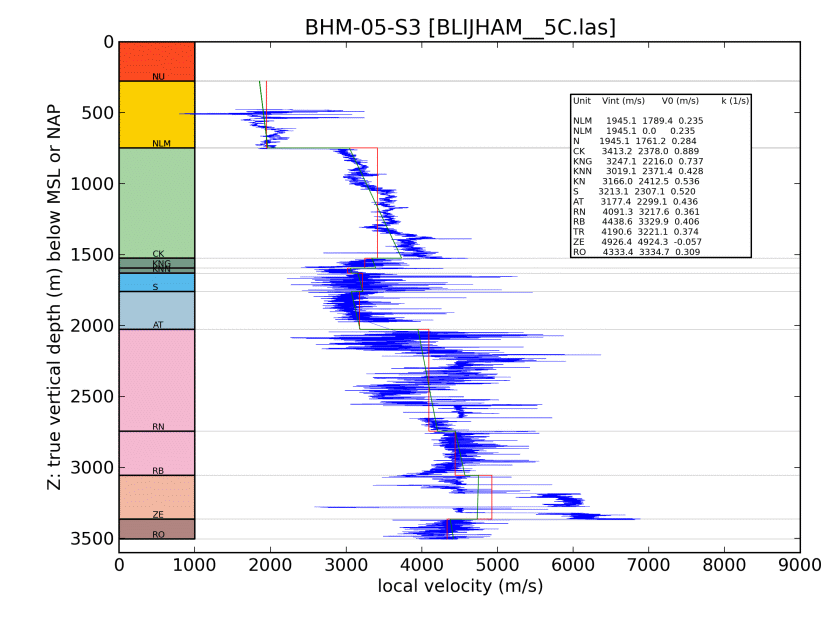 BHM-05-S3 [BLIJHAM__5C.las]
Z: true vertical depth (m) below MSL or NAP
0
500
1000
1500
2000
2500
3000
3500
NU
NLM
CK
KNG
KNN
S
AT
RN
RB
ZE
RO
Unit Vint (m/s) V0 (m/s) k (1/s)
NLM 1945.1 1789.4 0.235
NLM 1945.1 0.0 0.235
N 1945.1 1761.2 0.284
CK 3413.2 2378.0 0.889
KNG 3247.1 2216.0 0.737
KNN 3019.1 2371.4 0.428
KN 3166.0 2412.5 0.536
S 3213.1 2307.1 0.520
AT 3177.4 2299.1 0.436
RN 4091.3 3217.6 0.361
RB 4438.6 3329.9 0.406
TR 4190.6 3221.1 0.374
ZE 4926.4 4924.3 -0.057
RO 4333.4 3334.7 0.309
0 1000 2000 3000 4000 5000 6000 7000 8000 9000
local velocity (m/s)